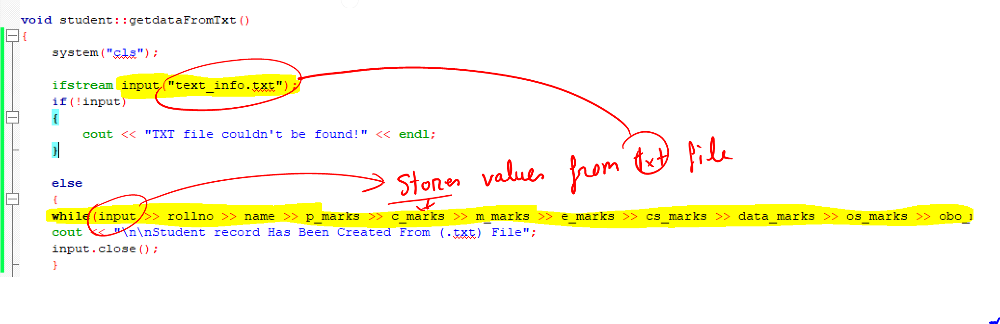 void student::getdataFromTxt()
{
system("cls");
ifstream input("text_info.txt");
if(!input)
{
cout << "TXT file couldn't be found!" << endl;
}
Stores values from txt file
else
{
while(input >> rollno >> name >> p_marks >> c_marks >> m_marks >> e_marks >> cs_marks >> data_marks >> os_marks >> obo_
cout << "\n\nStudent record Has Been Created From (.txt) File";
input.close();
}